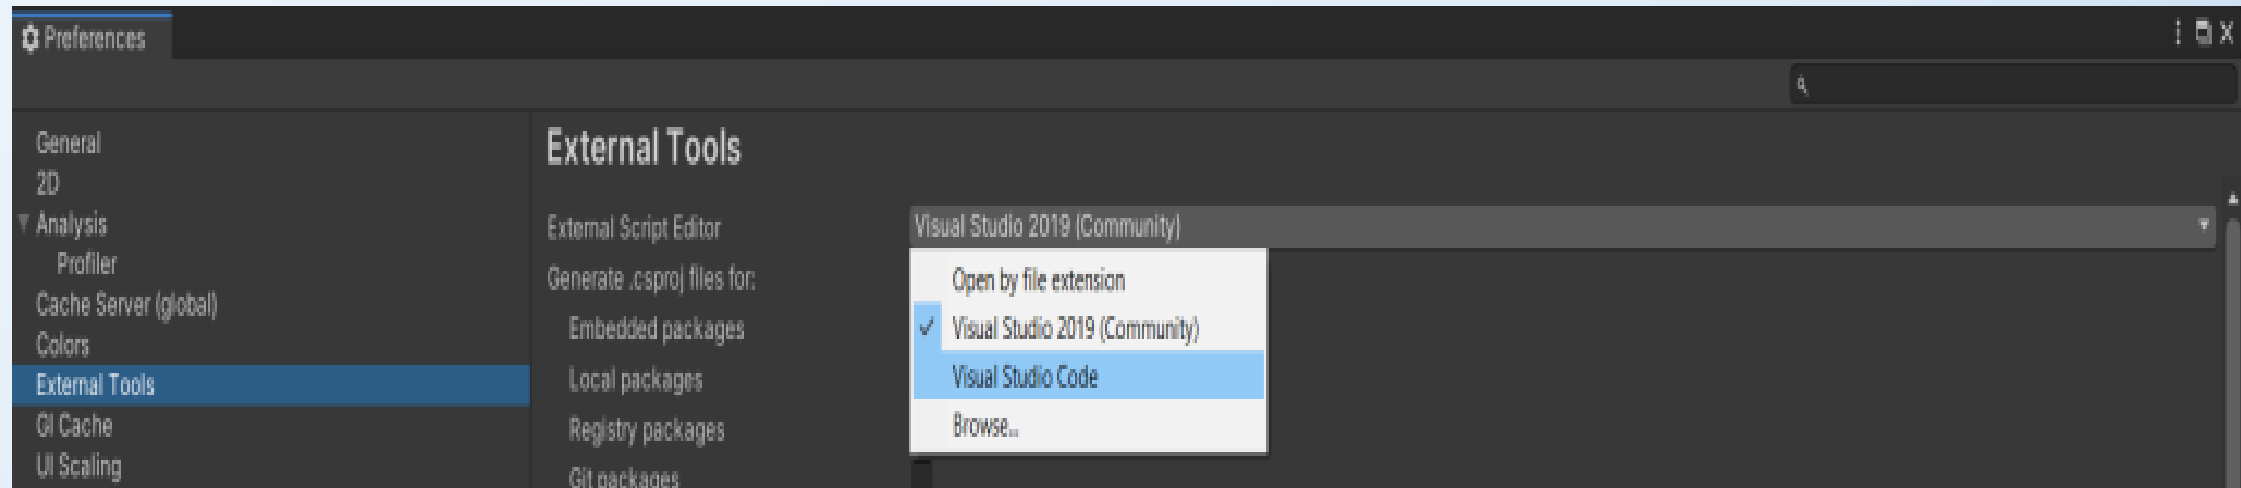 Preferences
General
2D
Analysis
Profiler
Cache Server (global)
Colors
External Tools
GI Cache
UI Scaling
External Tools
External Script Editor
Visual Studio 2019 (Community)
Generate .csproj files for:
Embedded packages
Local packages
Registry packages
Git packages
Open by file extension
Visual Studio 2019 (Community)
Visual Studio Code
Browse...